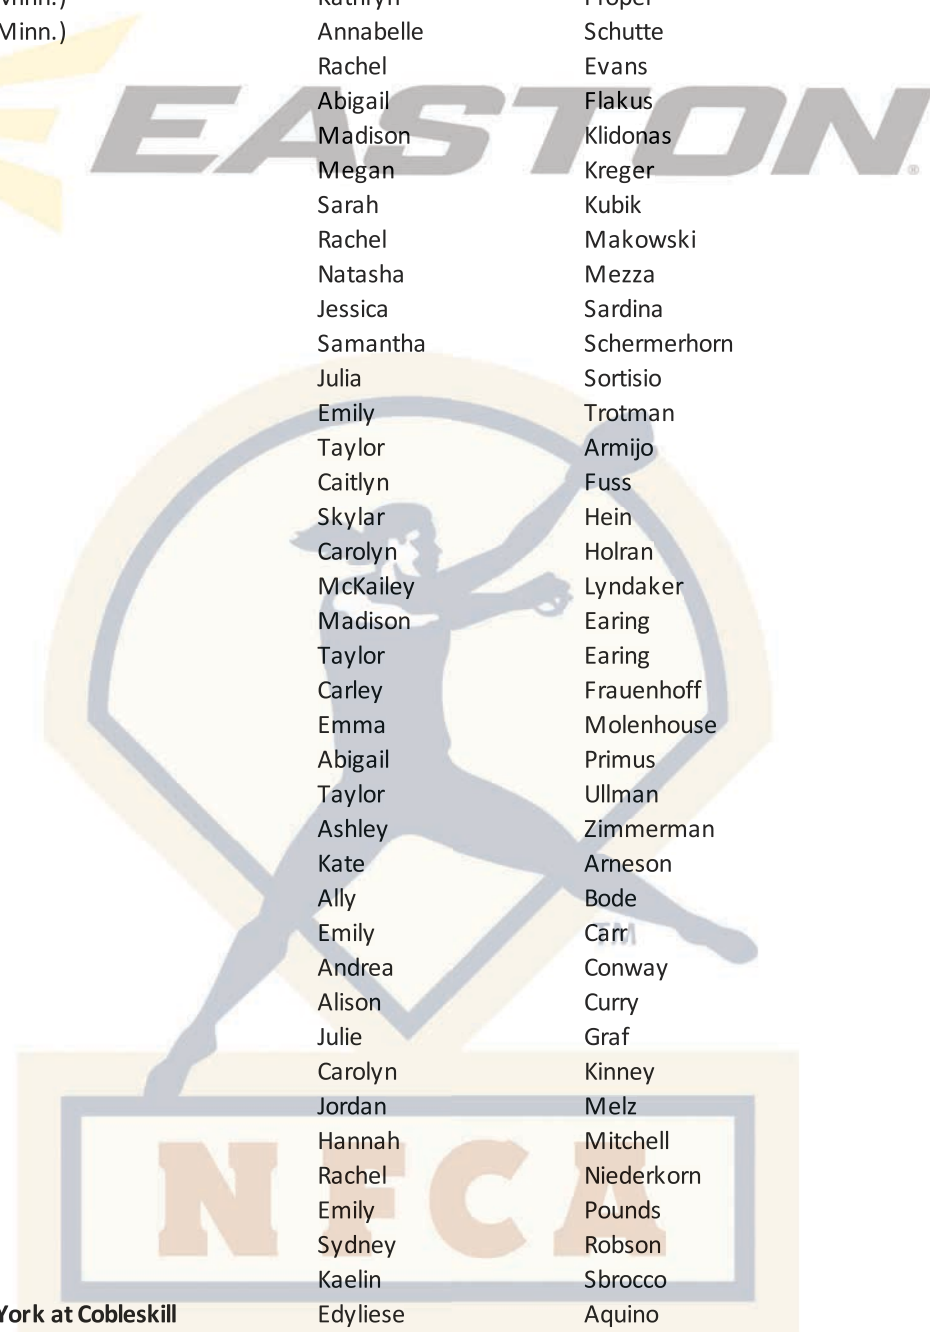 Minn.) Kathryn Proper
Minn.) Annabelle Schutte
Rachel Evans
Abigail Flakus
EASTON®
Madison Klidonas
Megan Kreger
Sarah Kubik
Rachel Makowski
Natasha Mezza
Jessica Sardina
Samantha Schermerhorn
Julia Sortisio
Emily Trotman
Taylor Armijo
Caitlyn Fuss
Skylar Hein
Carolyn Holran
McKailey Lyndaker
Madison Earing
Taylor Earing
Carley Frauenhoff
Emma Molenhouse
Abigail Primus
Taylor Ullman
Ashley Zimmerman
Kate Arneson
Ally Bode
Emily Carr
TM
Andrea Conway
Alison Curry
Julie Graf
Carolyn Kinney
Jordan Melz
Hannah Mitchell
Rachel Niederkorn
NFCA
Emily Pounds
Sydney Robson
Kaelin Sbrocco
York at Cobleskill Edyliese Aquino